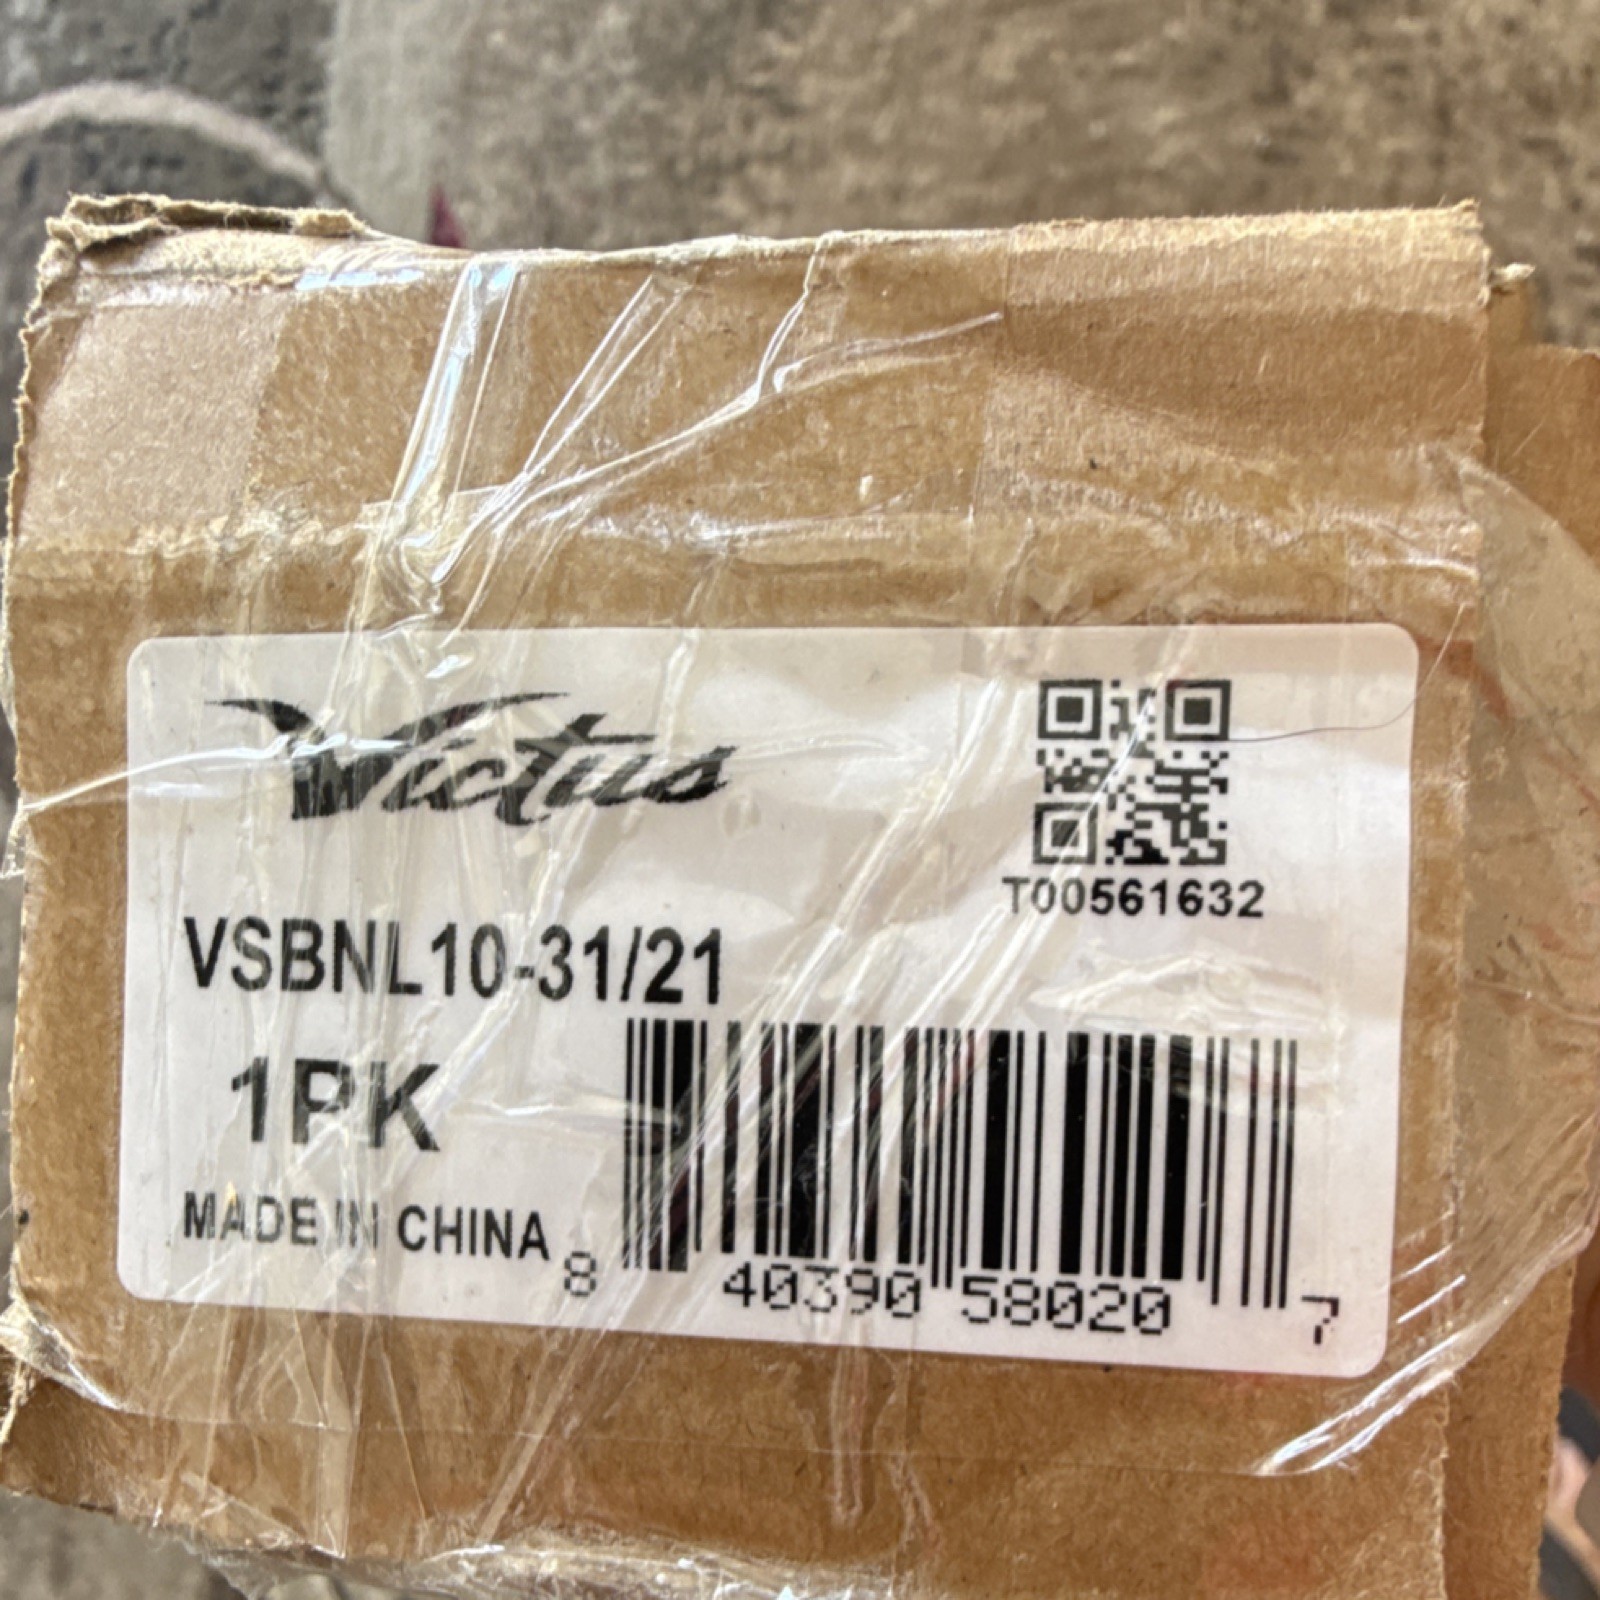 Victus
T00561632
VSBNL10-31/21
1PK
MADE IN CHINA
8 40390 58020 7